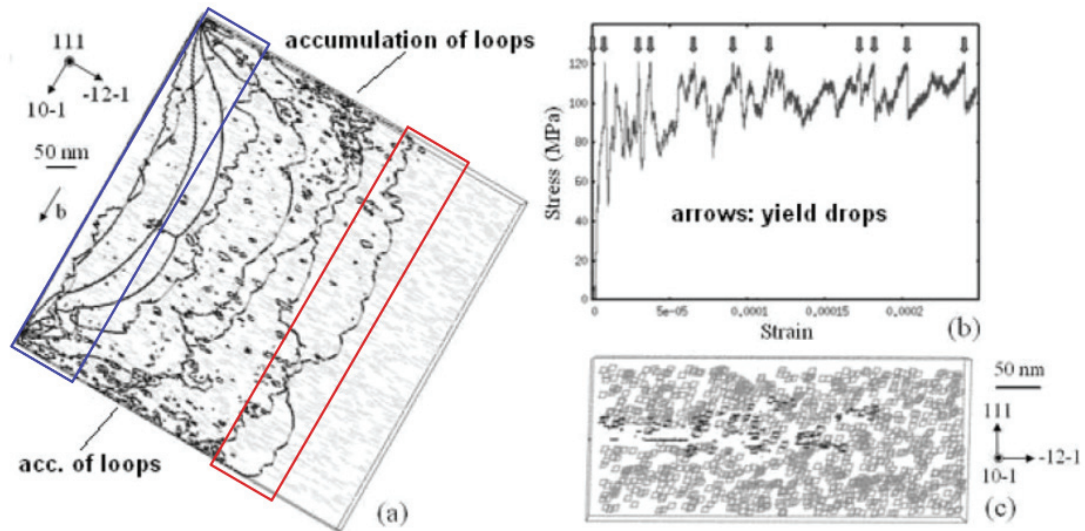 accumulation of loops
111
10-1
-12-1
50 nm
b
acc. of loops
(a)
120
100
80
60
40
20
0
Stress (MPa)
arrows: yield drops
0
5e-05
0.0001
0.00015
0.0002
Strain
(b)
50 nm
111
-12-1
10-1
(c)